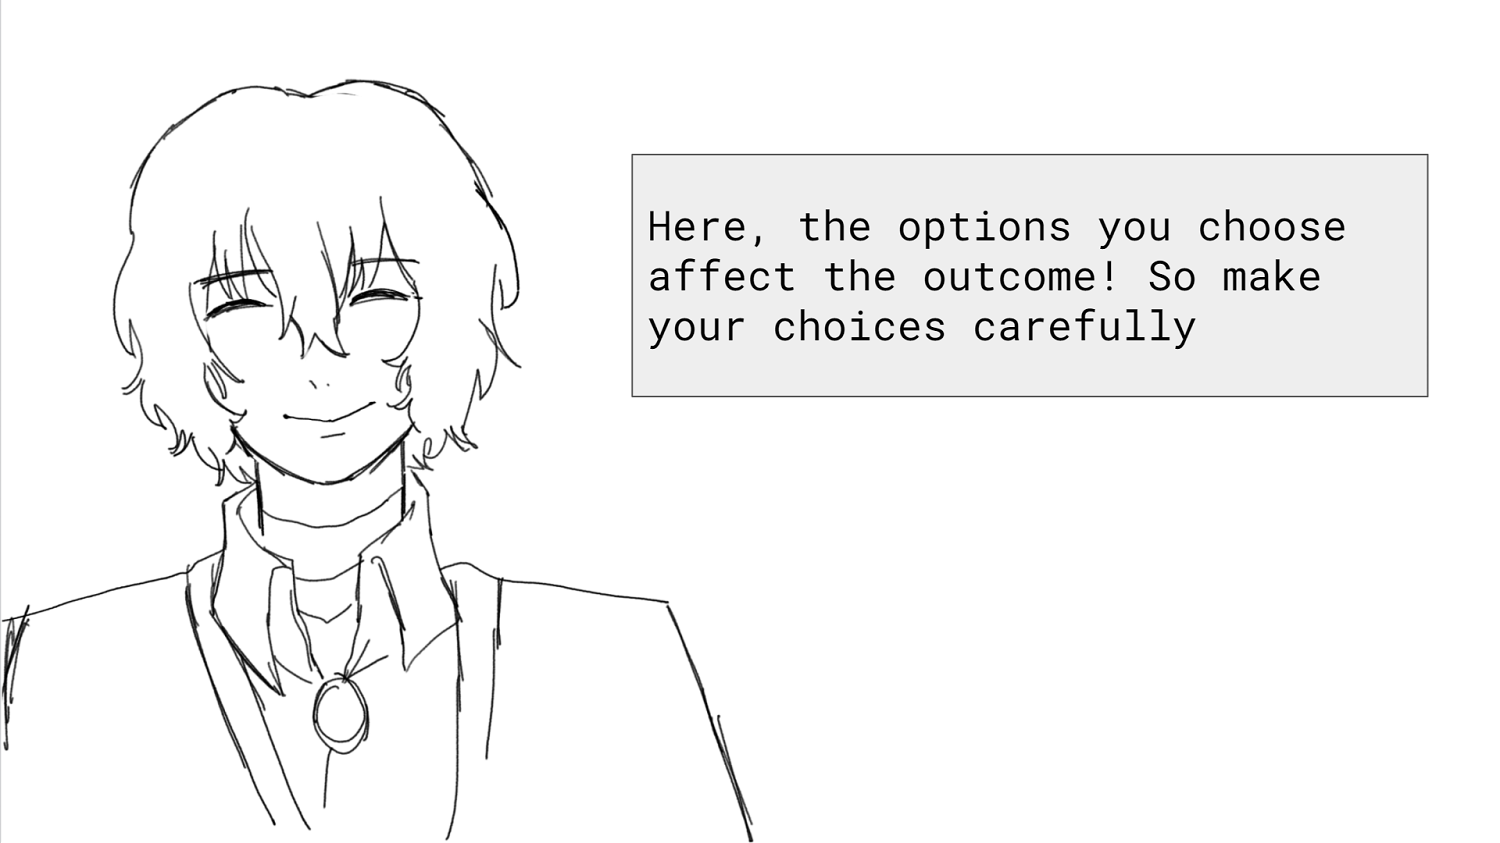 Here, the options you choose
affect the outcome! So make
your choices carefully